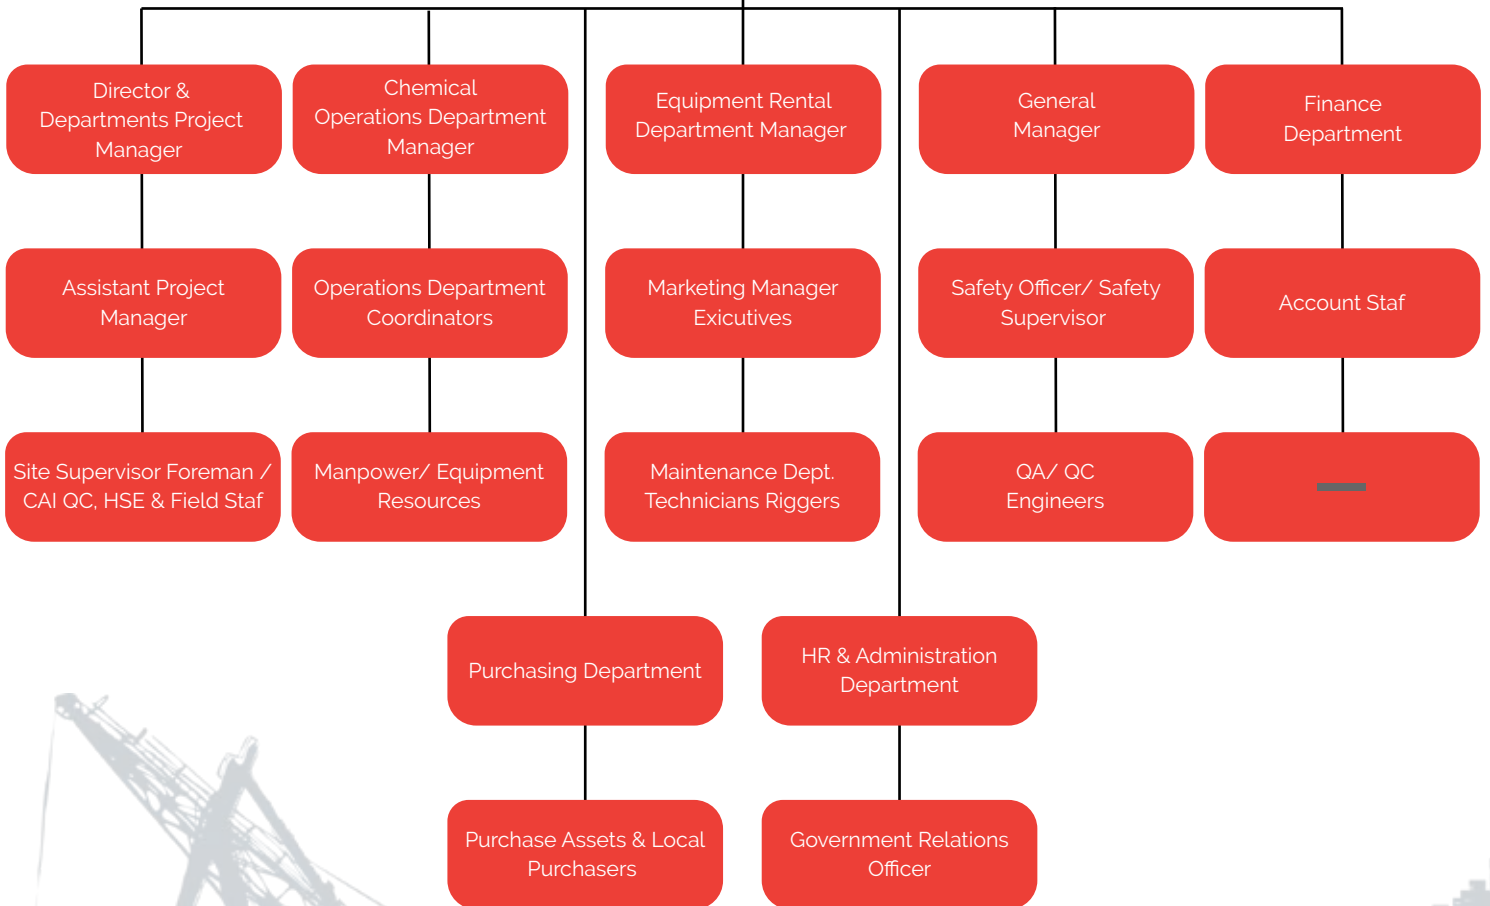 Director &
Departments Project
Manager
Chemical
Operations Department
Manager
Equipment Rental
Department Manager
General
Manager
Finance
Department
Assistant Project
Manager
Operations Department
Coordinators
Marketing Manager
Exicutives
Safety Officer/ Safety
Supervisor
Account Staf
Site Supervisor Foreman /
CAI QC, HSE & Field Staf
Manpower/ Equipment
Resources
Maintenance Dept.
Technicians Riggers
QA/ QC
Engineers
Purchasing Department
HR & Administration
Department
Purchase Assets & Local
Purchasers
Government Relations
Officer